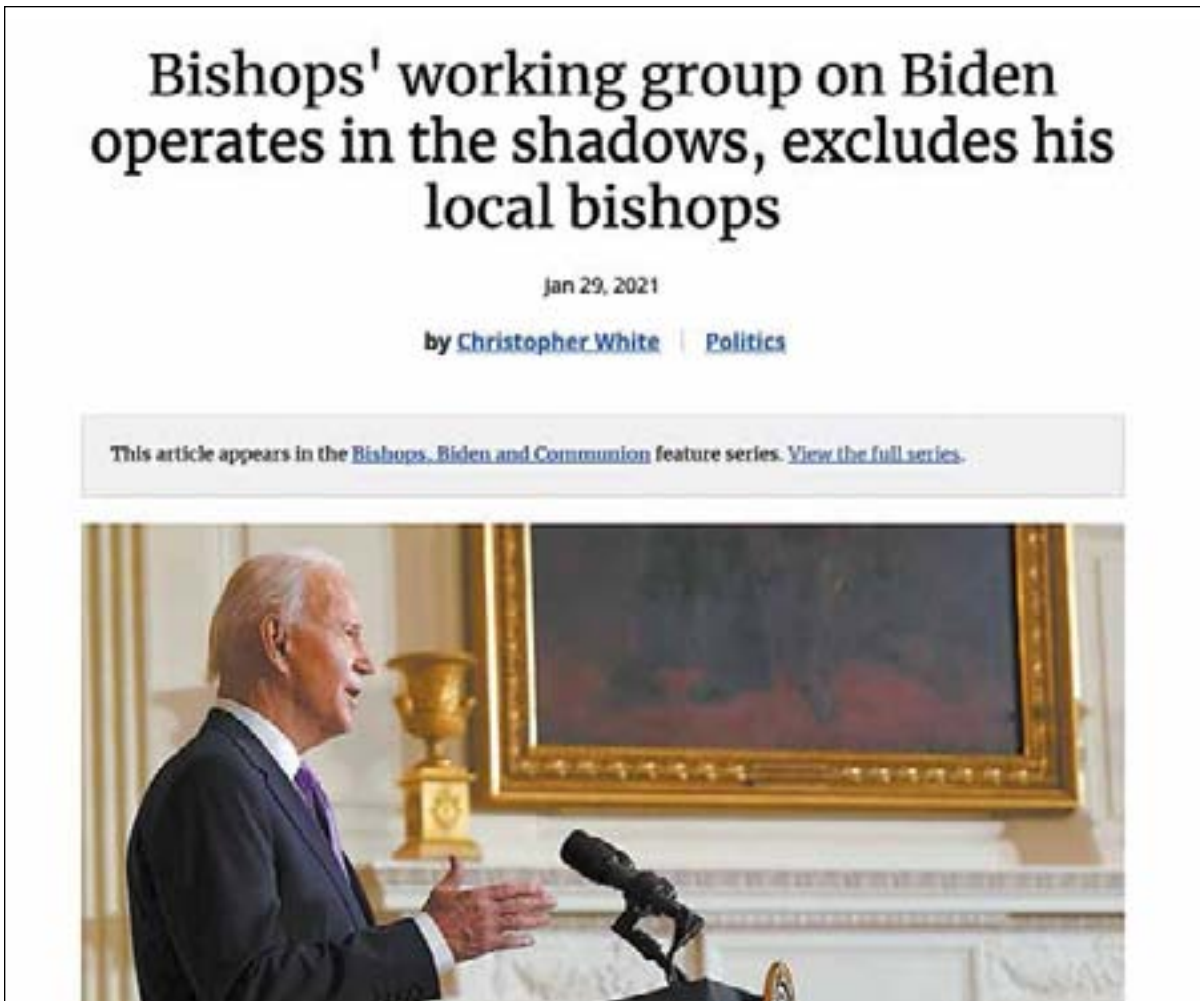 Bishops' working group on Biden
operates in the shadows, excludes his
local bishops
Jan 29, 2021
by Christopher White | Politics
This article appears in the Bishops, Biden and Communion feature series. View the full series.